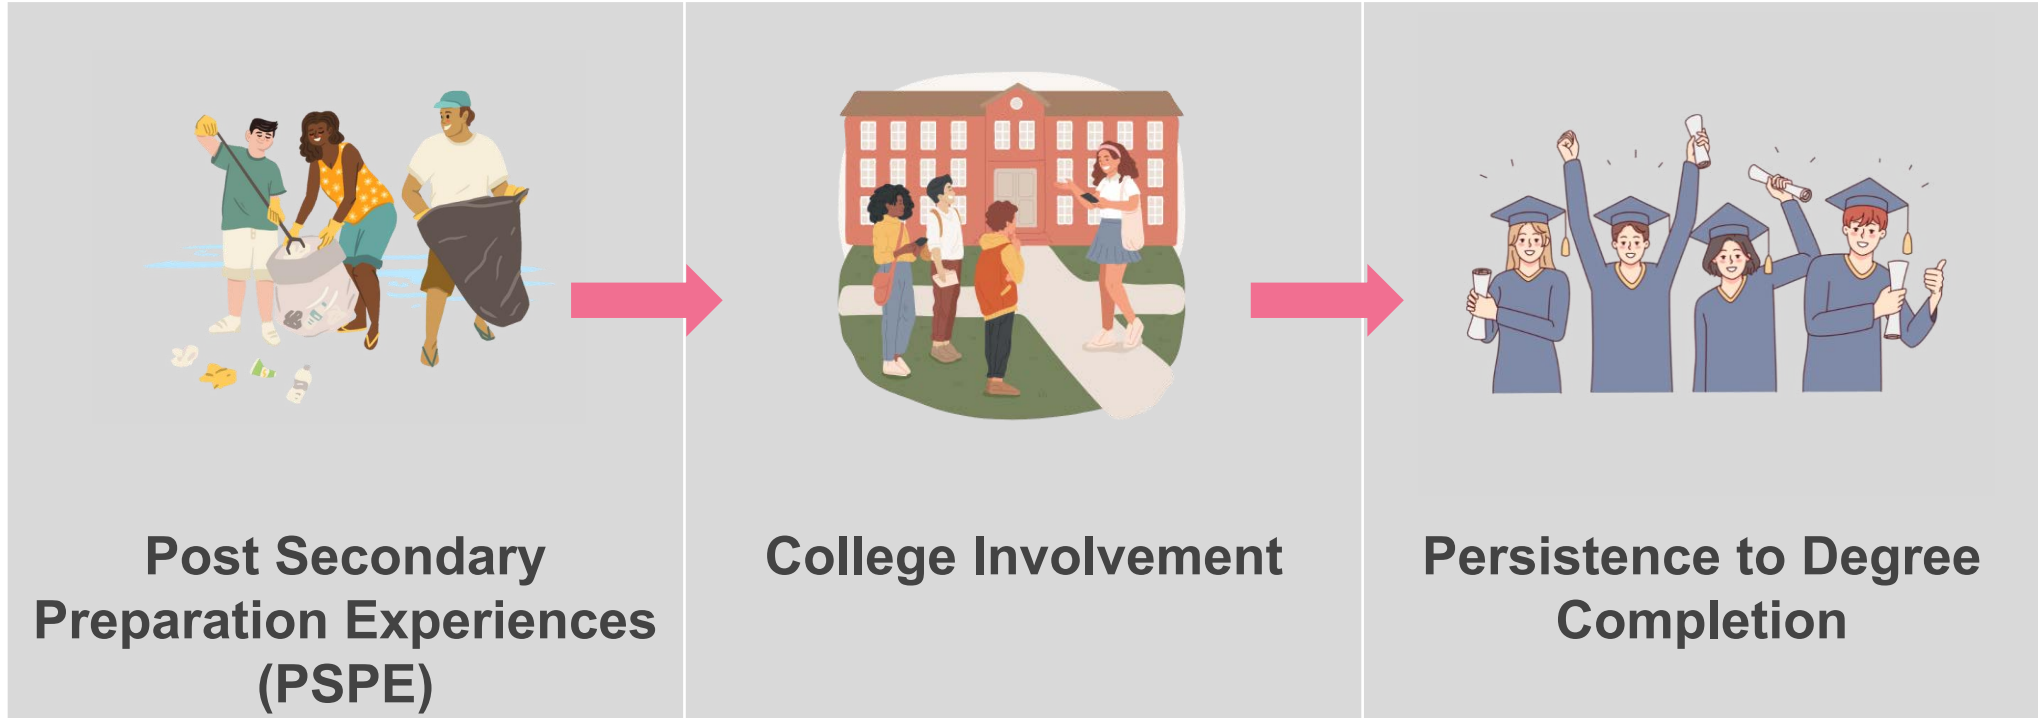 Post Secondary
Preparation Experiences
(PSPE)
College Involvement
Persistence to Degree
Completion